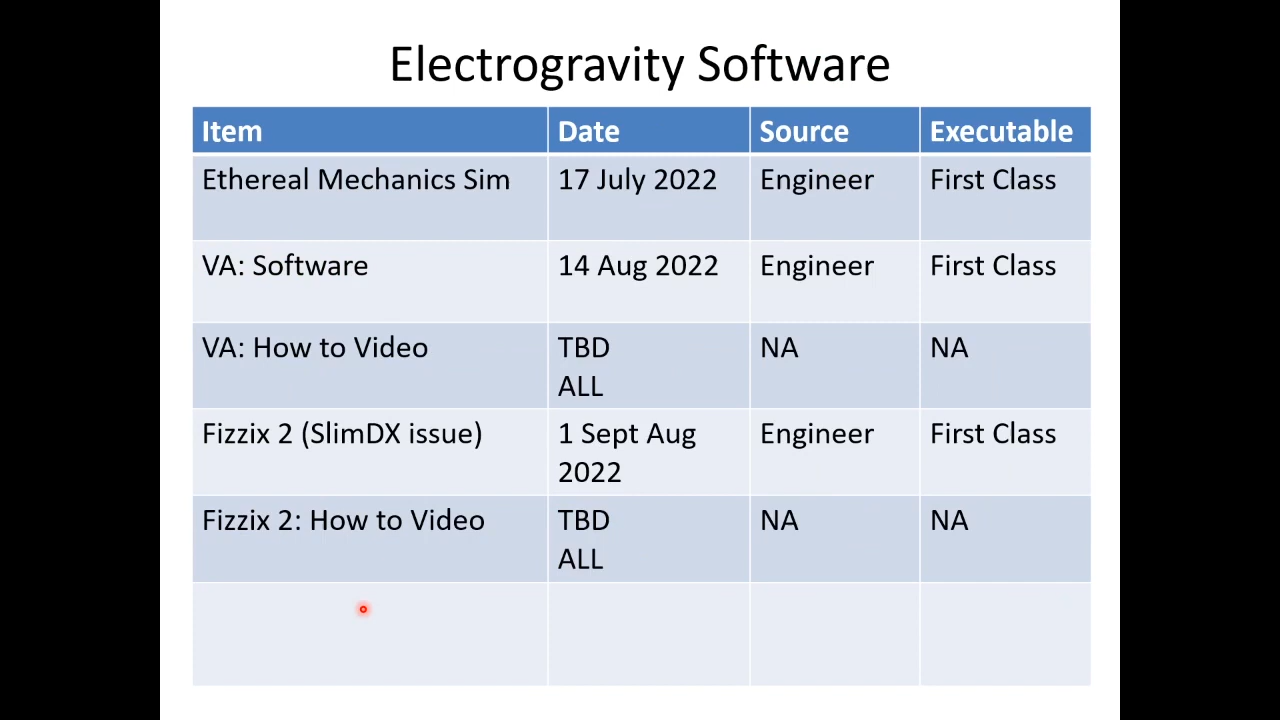 Electrogravity Software
Item Date Source Executable
Ethereal Mechanics Sim 17 July 2022 Engineer First Class
VA: Software 14 Aug 2022 Engineer First Class
VA: How to Video TBD NA NA
ALL
Fizzix 2 (SlimDX issue) 1 Sept Aug Engineer First Class
2022
Fizzix 2: How to Video TBD NA NA
ALL